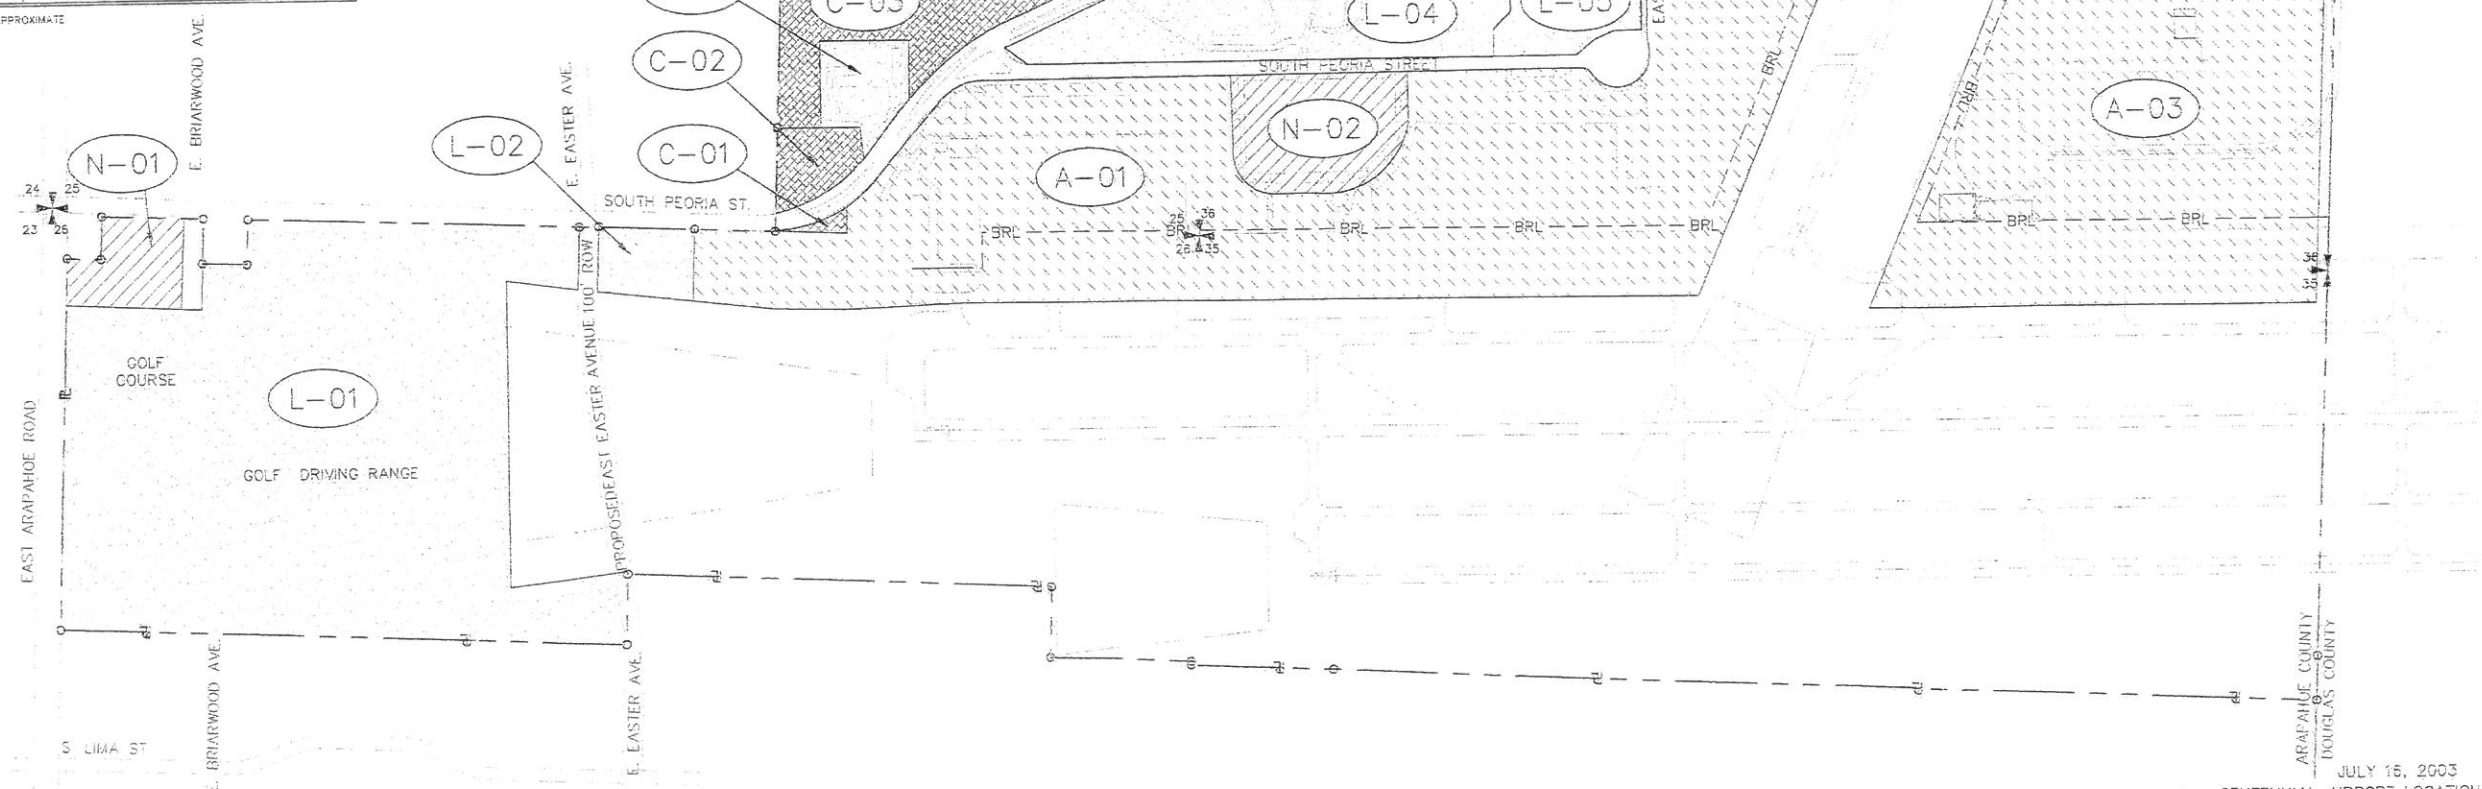 APPROXIMATE
E. BRIARWOOD AVE.
E. EASTER AVE.
C-03
C-02
C-01
L-04
L-05
SOUTH PEORIA STREET
BRL
BRL
A-03
N-02
A-01
L-02
N-01
24 25
23 26
SOUTH PEORIA ST.
BRL
BRL
BRL
BRL
BRL
BRL
BRL
25 36
26 35
36
35
GOLF
COURSE
L-01
GOLF DRIVING RANGE
EAST ARAPAHOE ROAD
PROPOSED EAST EASTER AVENUE 100' ROW
E. BRIARWOOD AVE.
E. EASTER AVE.
S LIMA ST
ARAPAHOE COUNTY
DOUGLAS COUNTY
JULY 16, 2003